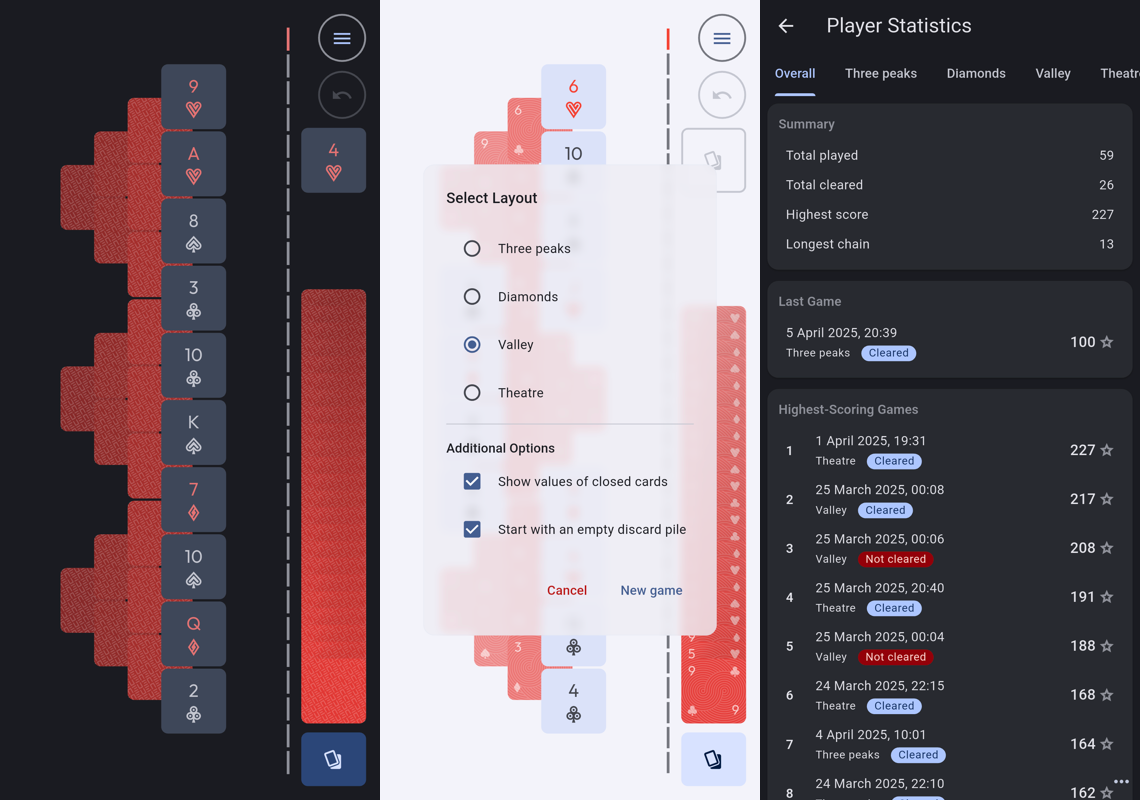 9
A
8
3
10
K
7
10
Q
2
4
6
6
9
10
Select Layout
Three peaks
Diamonds
Valley
Theatre
Additional Options
Show values of closed cards
Start with an empty discard pile
Cancel
New game
3
4
9
5
9
6
Player Statistics
Overall Three peaks Diamonds Valley Theatr
Summary
Total played 59
Total cleared 26
Highest score 227
Longest chain 13
Last Game
5 April 2025, 20:39
Three peaks Cleared 100
Highest-Scoring Games
1 1 April 2025, 19:31
Theatre Cleared 227
2 25 March 2025, 00:08
Valley Cleared 217
3 25 March 2025, 00:06
Valley Not cleared 208
4 25 March 2025, 20:40
Theatre Cleared 191
5 25 March 2025, 00:04
Valley Not cleared 188
6 24 March 2025, 22:15
Theatre Cleared 168
7 4 April 2025, 10:01
Three peaks Cleared 164
8 24 March 2025, 22:10
162